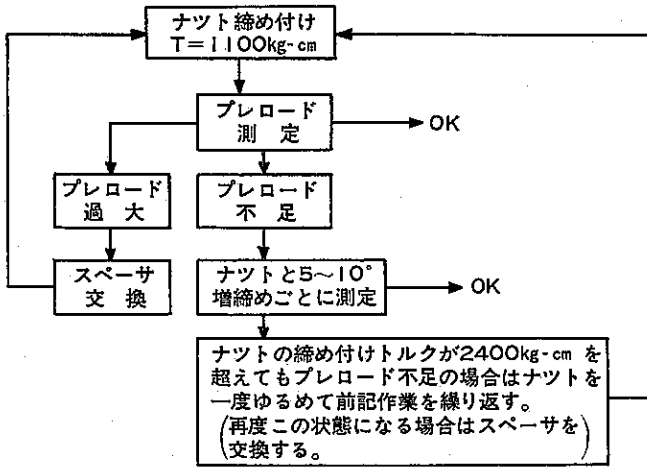 ナツト締め付け
T=1100kg-cm
プレロード
測 定
OK
プレロード
過 大
プレロード
不 足
スペーサ
交 換
ナツトと5~10°
増締めごとに測定
OK
ナツトの締め付けトルクが2400kg-cm を
超えてもプレロード不足の場合はナツトを
一度ゆるめて前記作業を繰り返す。
(再度この状態になる場合はスペーサを
交換する。)